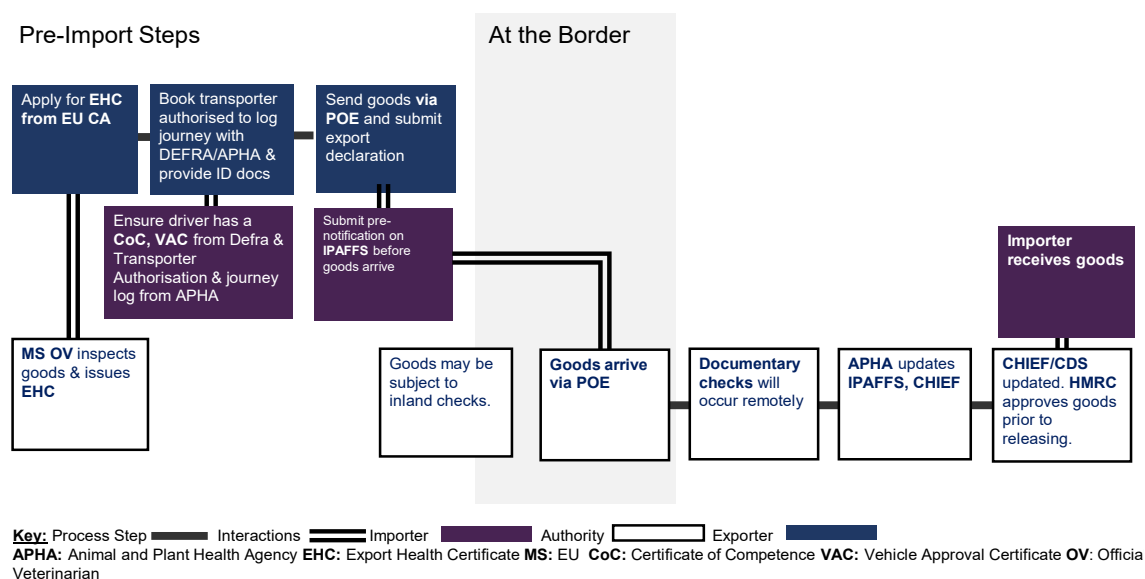 Pre-Import Steps
At the Border
Apply for EHC
from EU CA
Book transporter
authorised to log
journey with
DEFRA/APHA &
provide ID docs
Send goods via
POE and submit
export
declaration
Ensure driver has a
CoC, VAC from Defra &
Transporter
Authorisation & journey
log from APHA
Submit pre-
notification on
IPAFFS before
goods arrive
Importer
receives goods
MS OV inspects
goods & issues
EHC
Goods may be
subject to
inland checks.
Goods arrive
via POE
Documentary
checks will
occur remotely
APHA updates
IPAFFS, CHIEF
CHIEF/CDS
updated. HMRC
approves goods
prior to
releasing.
Key: Process Step Interactions Importer Authority Exporter
APHA: Animal and Plant Health Agency EHC: Export Health Certificate MS: EU CoC: Certificate of Competence VAC: Vehicle Approval Certificate OV: Officia
Veterinarian